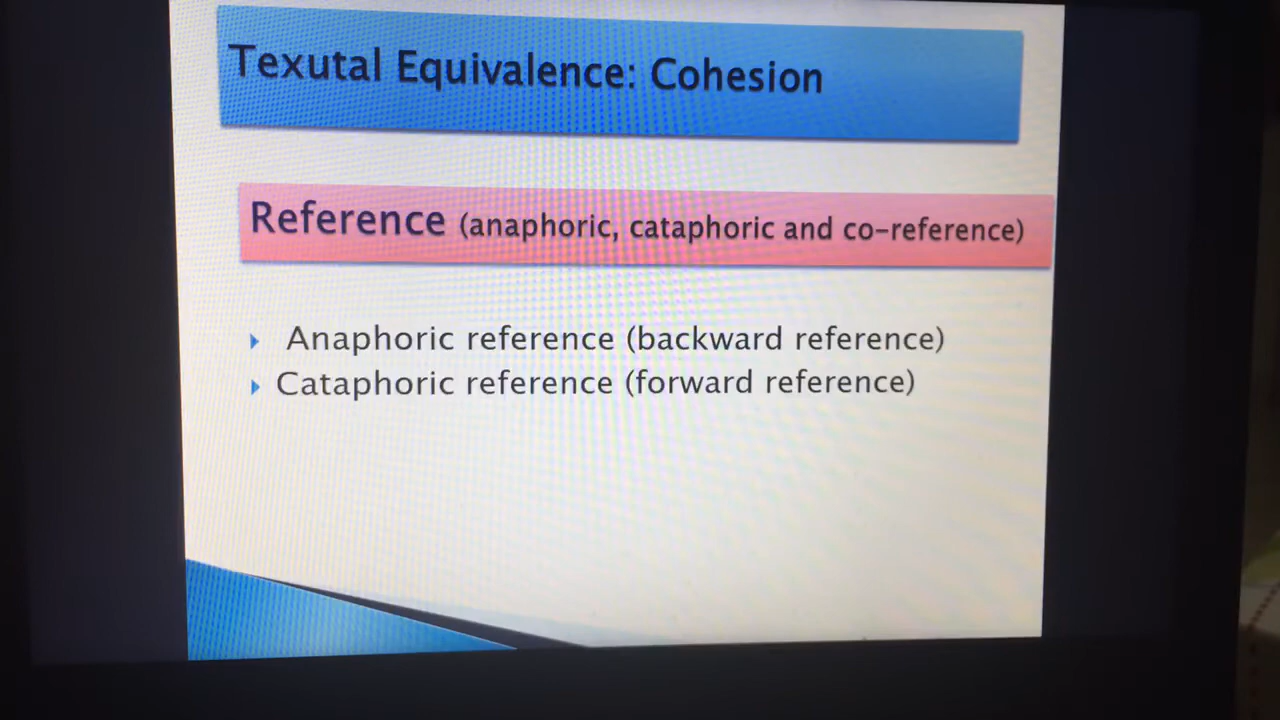 Texutal Equivalence: Cohesion
Reference (anaphoric, cataphoric and co-reference)
Anaphoric reference (backward reference)
Cataphoric reference (forward reference)